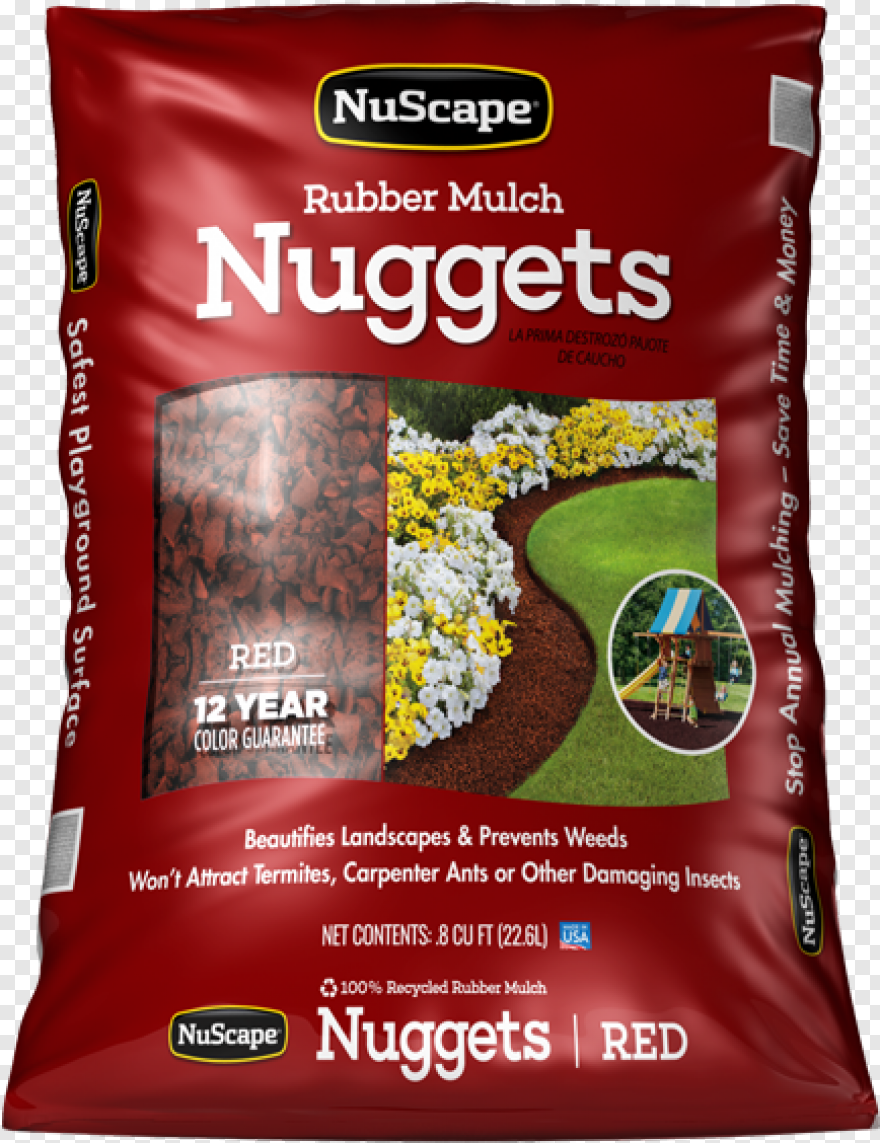 NuScape
Rubber Mulch
Nuggets
LA PRIMA DESTROZÓ PAJOTE
DE CAUCHO
NuScape
Safest Playground Surface
Stop Annual Mulching – Save Time & Money
NuScape
RED
12 YEAR
COLOR GUARANTEE
Beautifies Landscapes & Prevents Weeds
Won't Attract Termites, Carpenter Ants or Other Damaging Insects
NET CONTENTS: .8 CU FT (22.6L)
MADE IN
USA
100% Recycled Rubber Mulch
NuScape
Nuggets | RED